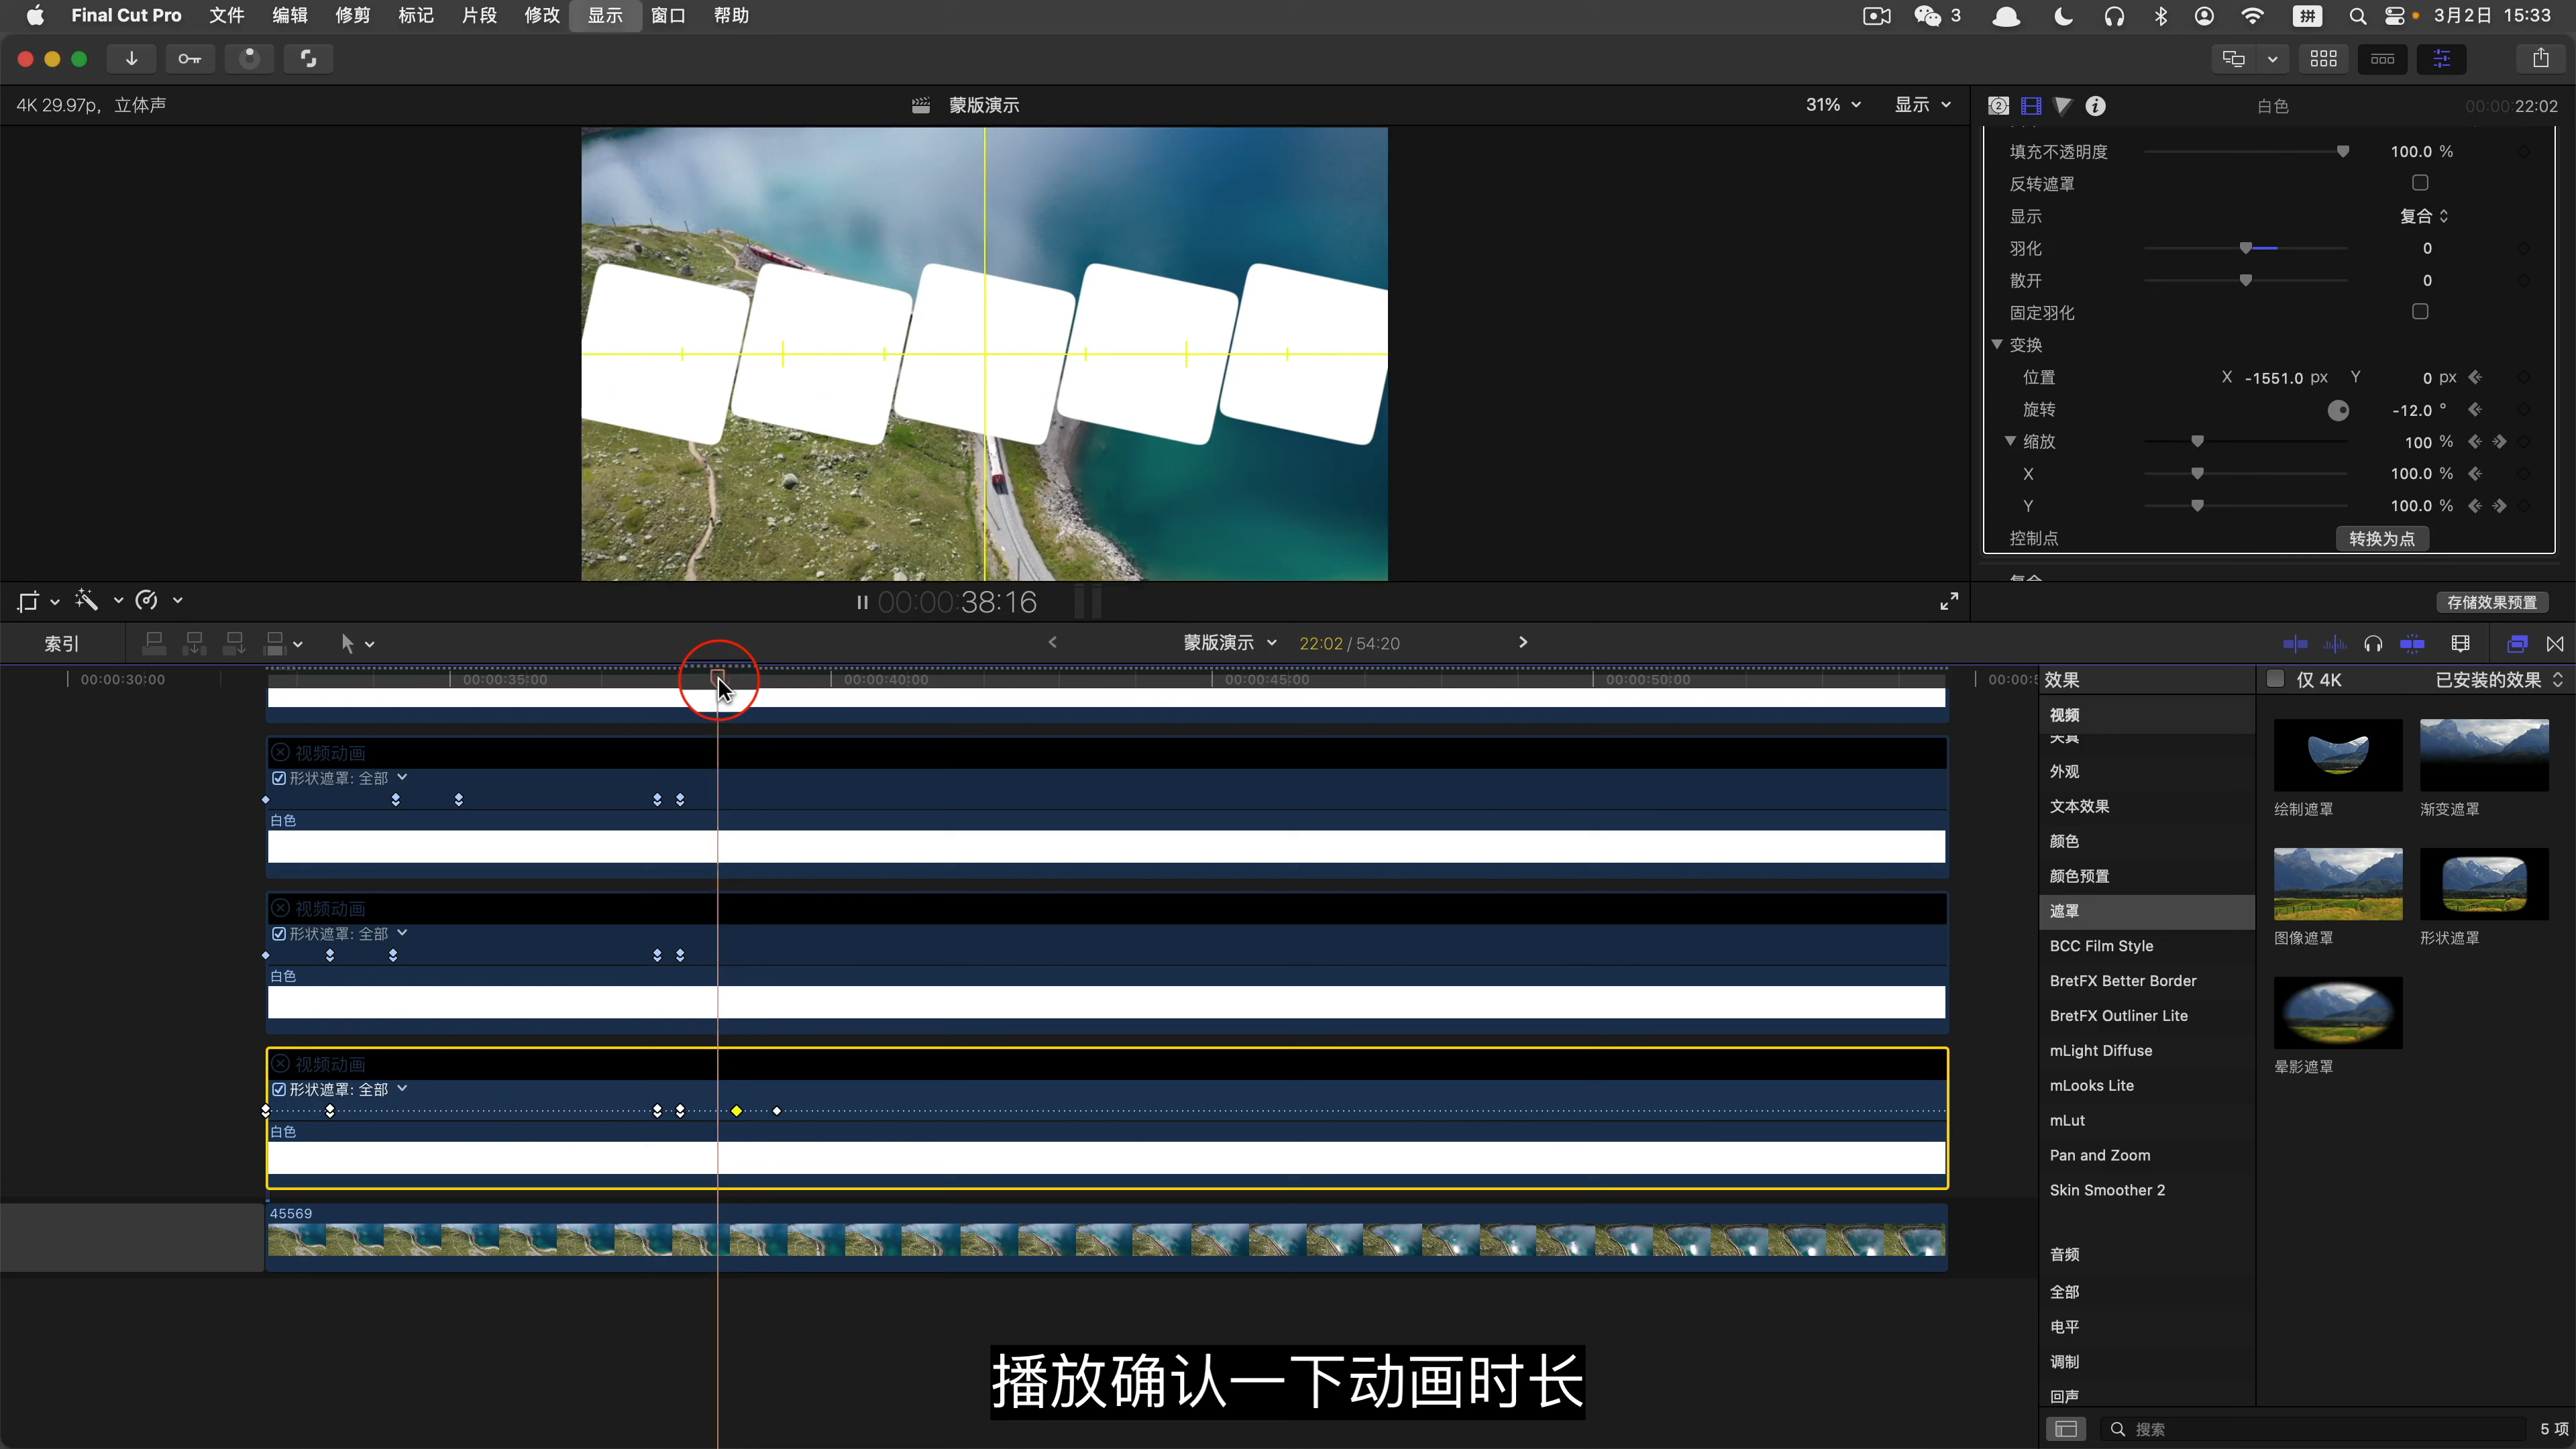 Final Cut Pro 文件 编辑 修剪 标记 片段 修改 显示 窗口 帮助 3 拼 3月2日 15:33
4K 29.97p，立体声 蒙版演示 31% 显示 2 白色 00:00:22:02
填充不透明度 100.0 %
反转遮罩
显示 复合
羽化 0
散开 0
固定羽化
变换
位置 X -1551.0 px Y 0 px
旋转 -12.0 °
缩放 100 %
X 100.0 %
Y 100.0 %
控制点 转换为点
00:00:38:16 存储效果预置
索引 蒙版演示 22:02 / 54:20
00:00:30:00 00:00:35:00 00:00:40:00 00:00:45:00 00:00:50:00 00:00:5
效果 仅 4K 已安装的效果
视频
失真
外观
文本效果
颜色
颜色预置
遮罩
BCC Film Style
BretFX Better Border
BretFX Outliner Lite
mLight Diffuse
mLooks Lite
mLut
Pan and Zoom
Skin Smoother 2
音频
全部
电平
调制
回声
绘制遮罩 渐变遮罩
图像遮罩 形状遮罩
晕影遮罩
视频动画
形状遮罩: 全部
白色
视频动画
形状遮罩: 全部
白色
视频动画
形状遮罩: 全部
白色
45569
播放确认一下动画时长
搜索 5 项